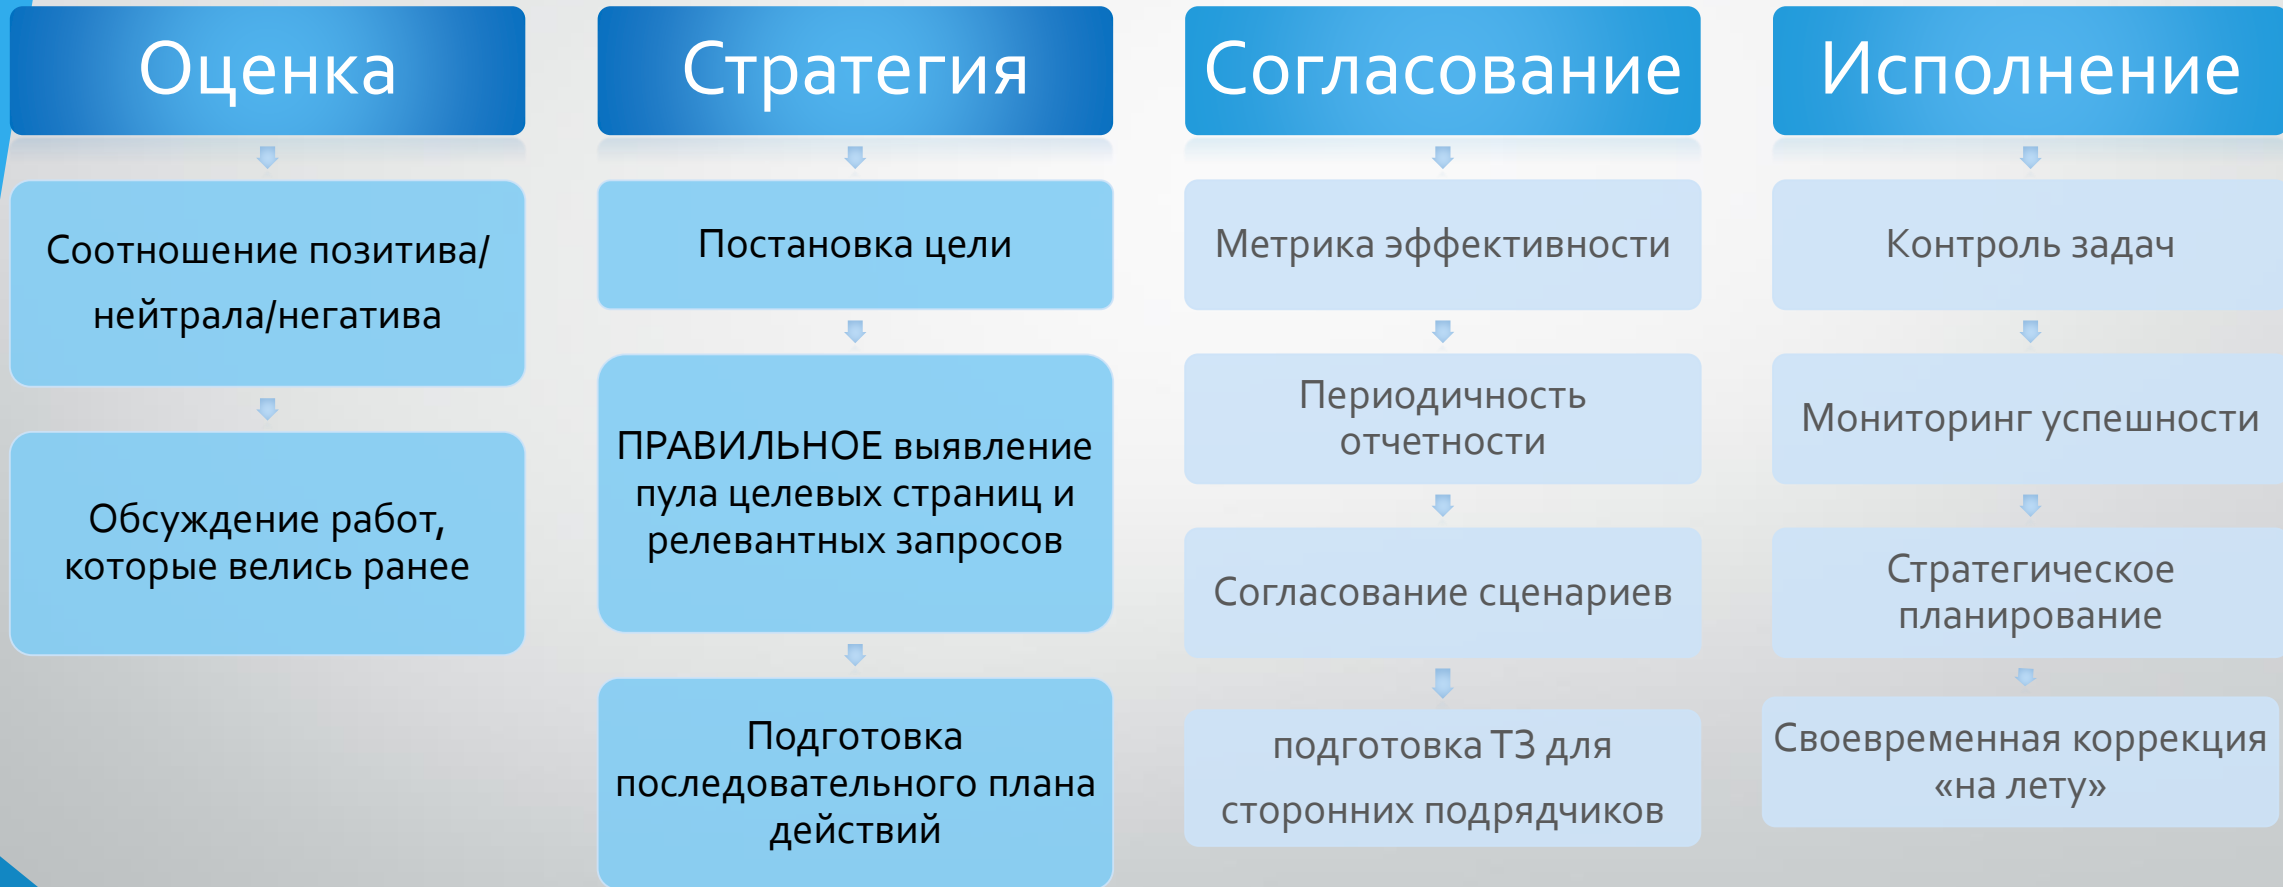 Оценка
Соотношение позитива/
нейтрала/негатива
Обсуждение работ,
которые велись ранее
Стратегия
Постановка цели
ПРАВИЛЬНОЕ выявление
пула целевых страниц и
релевантных запросов
Подготовка
последовательного плана
действий
Согласование
Метрика эффективности
Периодичность
отчетности
Согласование сценариев
подготовка ТЗ для
сторонних подрядчиков
Исполнение
Контроль задач
Мониторинг успешности
Стратегическое
планирование
Своевременная коррекция
«на лету»